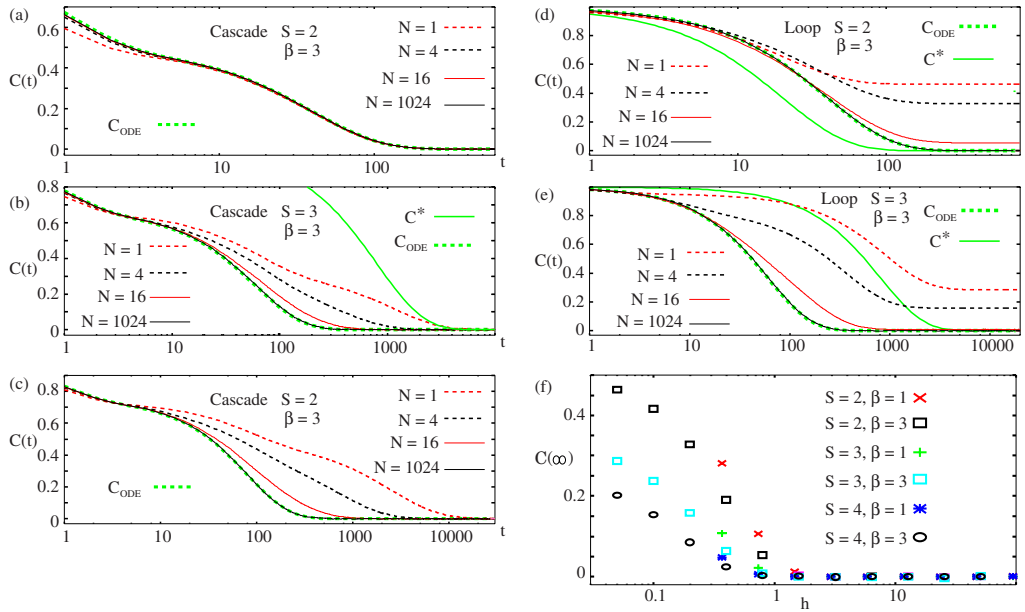 (a)
Cascade S = 2
β = 3
N = 1
N = 4
N = 16
N = 1024
C_ODE
C(t)
0.6
0.4
0.2
0
1
10
100
t
(b)
Cascade S = 3
β = 3
C*
C_ODE
N = 1
N = 4
N = 16
N = 1024
C(t)
0.8
0.6
0.4
0.2
0
1
10
100
1000
t
(c)
Cascade S = 2
β = 3
N = 1
N = 4
N = 16
N = 1024
C_ODE
C(t)
0.8
0.6
0.4
0.2
0
1
10
100
1000
10000
t
(d)
Loop S = 2
β = 3
C_ODE
C*
N = 1
N = 4
N = 16
N = 1024
C(t)
1
0.8
0.6
0.4
0.2
0
1
10
100
t
(e)
Loop S = 3
β = 3
C_ODE
C*
N = 1
N = 4
N = 16
N = 1024
C(t)
0.8
0.6
0.4
0.2
0
1
10
100
1000
10000
t
(f)
S = 2, β = 1
S = 2, β = 3
S = 3, β = 1
S = 3, β = 3
S = 4, β = 1
S = 4, β = 3
C(∞)
0.4
0.2
0
0.1
1
10
h